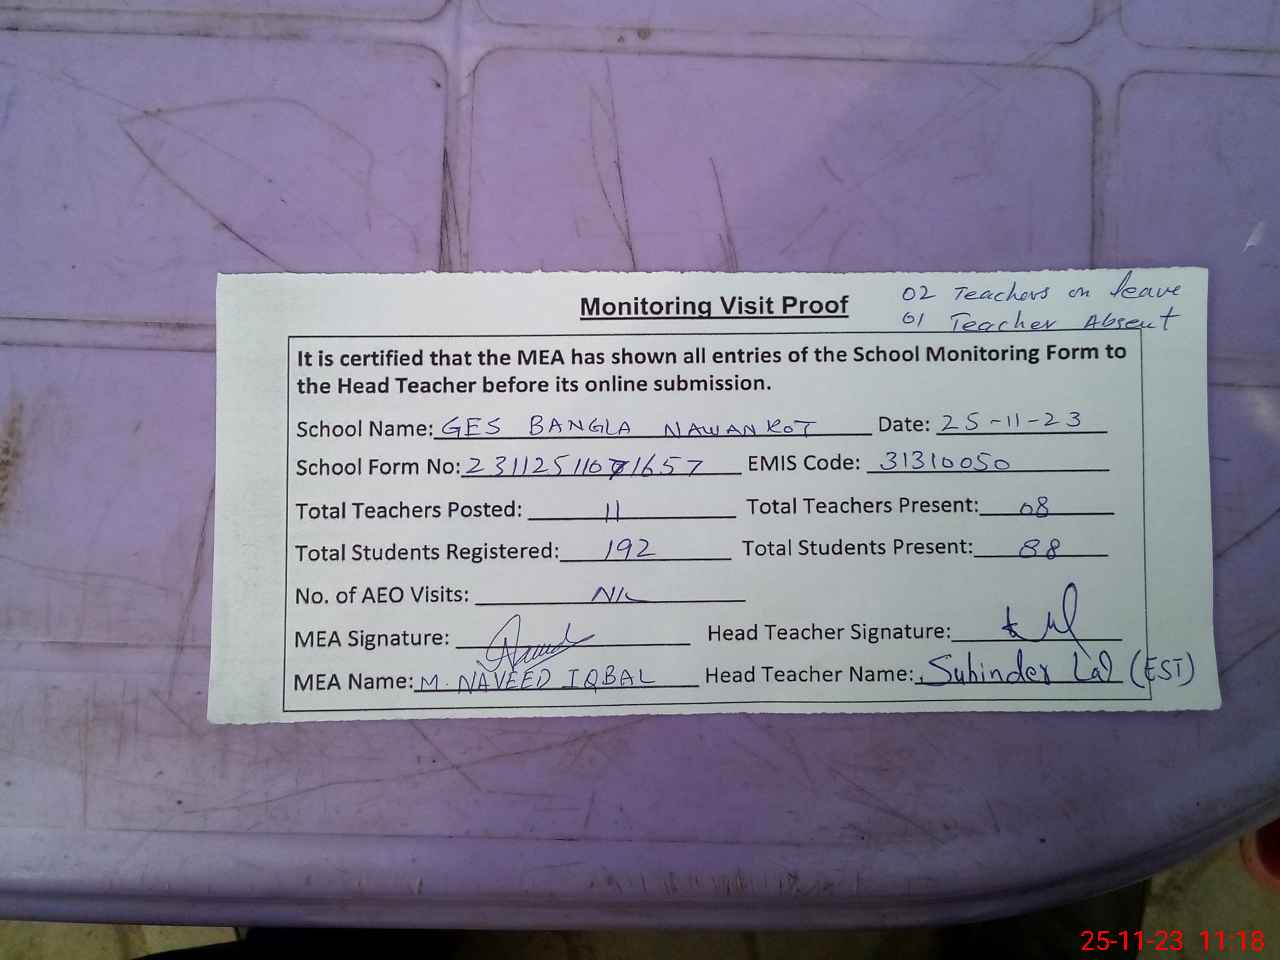 Monitoring Visit Proof
02 Teachers on leave
01 Teacher Absent
It is certified that the MEA has shown all entries of the School Monitoring Form to
the Head Teacher before its online submission.
School Name: GES BANGLA NAWAN KOT Date: 25-11-23
School Form No: EMIS Code: 31310050
Total Teachers Posted: 11 Total Teachers Present: 08
Total Students Registered: 192 Total Students Present: 88
No. of AEO Visits: NIL
MEA Signature: Head Teacher Signature:
MEA Name: M. NAVEED IQBAL Head Teacher Name: Subinder Lal (EST)
25-11-23 11:18